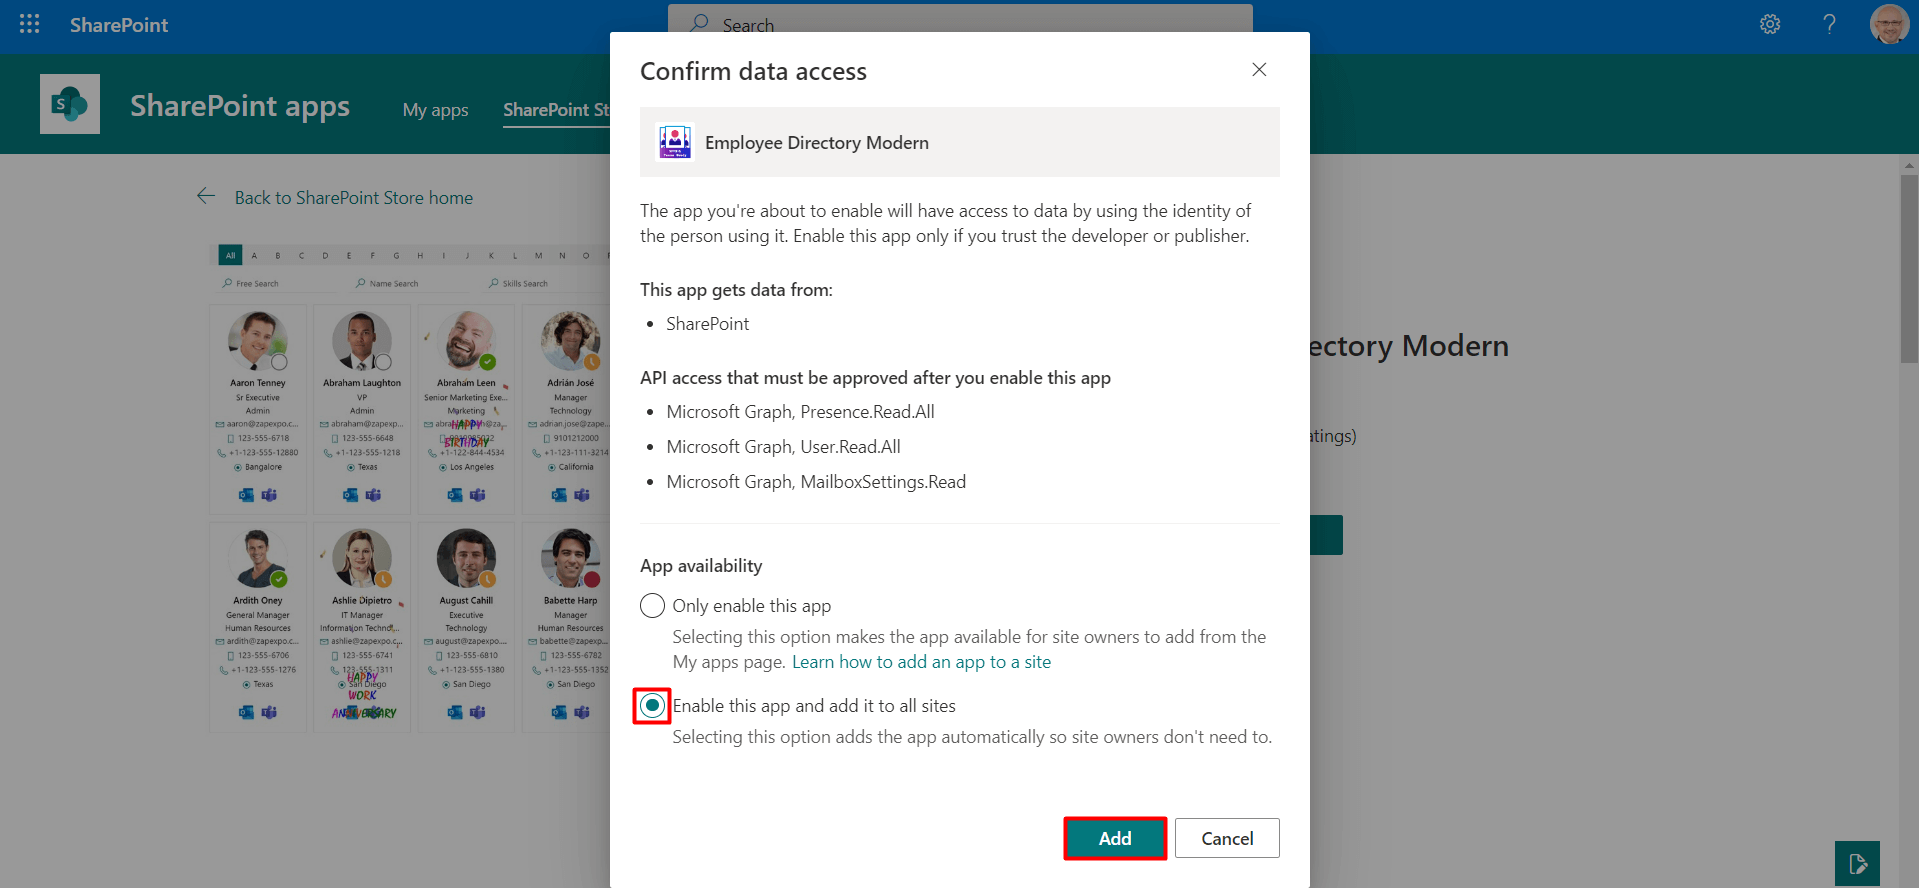 SharePoint
Search
SharePoint apps
My apps
SharePoint St
Back to SharePoint Store home
All A B C D E F G H I J K L M N O
Free Search
Name Search
Skills Search
Aaron Tenney
Sr Executive
Admin
aaron@zapexpo.c...
123-555-6718
+1-123-555-12880
Bangalore
Abraham Laughton
VP
Admin
abraham@zapexp...
123-555-6648
+1-123-555-1218
Texas
Abraham Leen
Senior Marketing Exe...
Marketing
HAPPY
BIRTHDAY
+1-122-844-4534
Los Angeles
Adrián José
Manager
Technology
adrian.jose@zape...
9101212000
+1-123-111-3214
California
Ardith Oney
General Manager
Human Resources
ardith@zapexpo.c...
123-555-6706
+1-123-555-1276
Texas
Ashlie Dipietro
IT Manager
Information Technol...
ashlie@zapexpo.c...
123-555-6741
123-555-1311
San Diego
HAPPY
WORK
ANNIVERSARY
August Cahill
Executive
Technology
august@zapexpo....
123-555-6810
+1-123-555-1380
San Diego
Babette Harp
Manager
Human Resources
babette@zapexp...
123-555-6782
+1-123-555-1352
San Diego
Confirm data access
Employee Directory Modern
The app you're about to enable will have access to data by using the identity of
the person using it. Enable this app only if you trust the developer or publisher.
This app gets data from:
• SharePoint
API access that must be approved after you enable this app
• Microsoft Graph, Presence.Read.All
• Microsoft Graph, User.Read.All
• Microsoft Graph, MailboxSettings.Read
App availability
Only enable this app
Selecting this option makes the app available for site owners to add from the
My apps page. Learn how to add an app to a site
Enable this app and add it to all sites
Selecting this option adds the app automatically so site owners don't need to.
Add
Cancel
ectory Modern
atings)